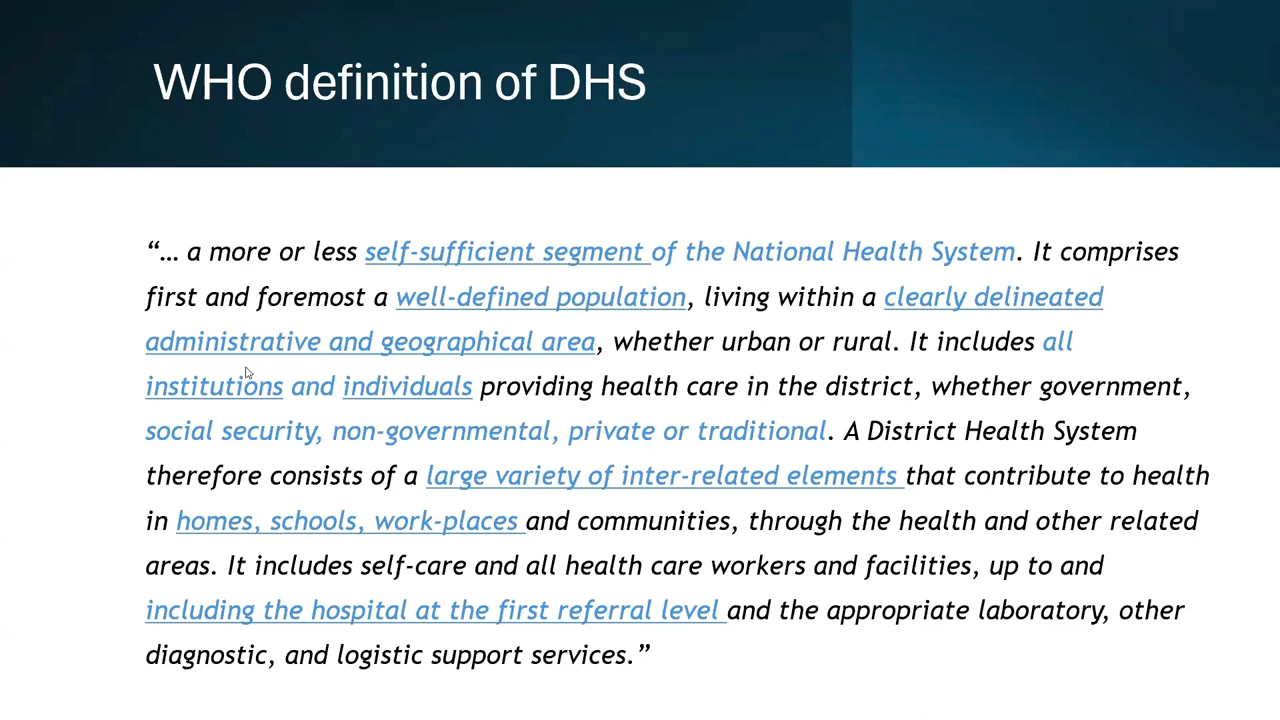 WHO definition of DHS
“… a more or less self-sufficient segment of the National Health System. It comprises
first and foremost a well-defined population, living within a clearly delineated
administrative and geographical area, whether urban or rural. It includes all
institutions and individuals providing health care in the district, whether government,
social security, non-governmental, private or traditional. A District Health System
therefore consists of a large variety of inter-related elements that contribute to health
in homes, schools, work-places and communities, through the health and other related
areas. It includes self-care and all health care workers and facilities, up to and
including the hospital at the first referral level and the appropriate laboratory, other
diagnostic, and logistic support services.”